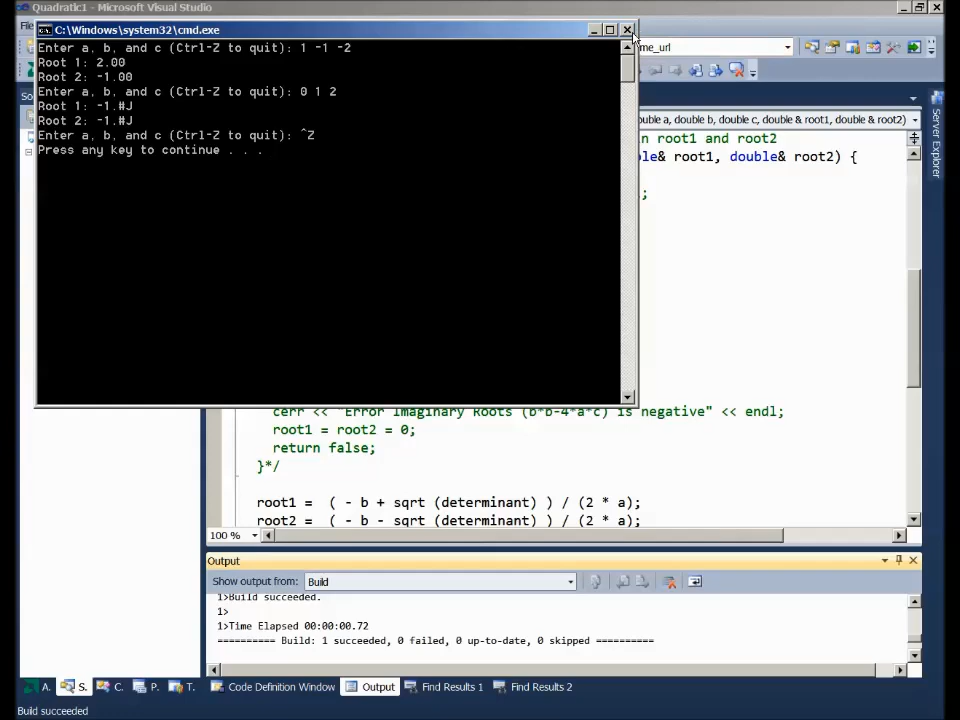 Quadratic1 - Microsoft Visual Studio
C:\Windows\system32\cmd.exe
Enter a, b, and c (Ctrl-Z to quit): 1 -1 -2
Root 1: 2.00
Root 2: -1.00
Enter a, b, and c (Ctrl-Z to quit): 0 1 2
Root 1: -1.#J
Root 2: -1.#J
Enter a, b, and c (Ctrl-Z to quit): ^Z
Press any key to continue . . .
me_url
double a, double b, double c, double & root1, double & root2)
Server Explorer
in root1 and root2
le& root1, double& root2) {
;
cerr << "Error Imaginary Roots (b*b-4*a*c) is negative" << endl;
root1 = root2 = 0;
return false;
}*/
root1 = ( - b + sqrt (determinant) ) / (2 * a);
root2 = ( - b - sqrt (determinant) ) / (2 * a);
100 %
Output
Show output from: Build
1>Build succeeded.
1>
1>Time Elapsed 00:00:00.72
========== Build: 1 succeeded, 0 failed, 0 up-to-date, 0 skipped ==========
A. S. C. P. T. Code Definition Window Output Find Results 1 Find Results 2
Build succeeded